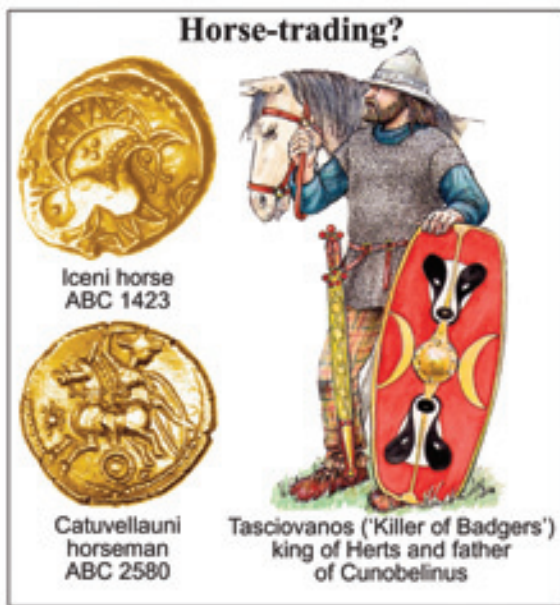 Horse-trading?
Iceni horse
ABC 1423
Catuvellauni
horseman
ABC 2580
Tasciovanos ('Killer of Badgers')
king of Herts and father
of Cunobelinus